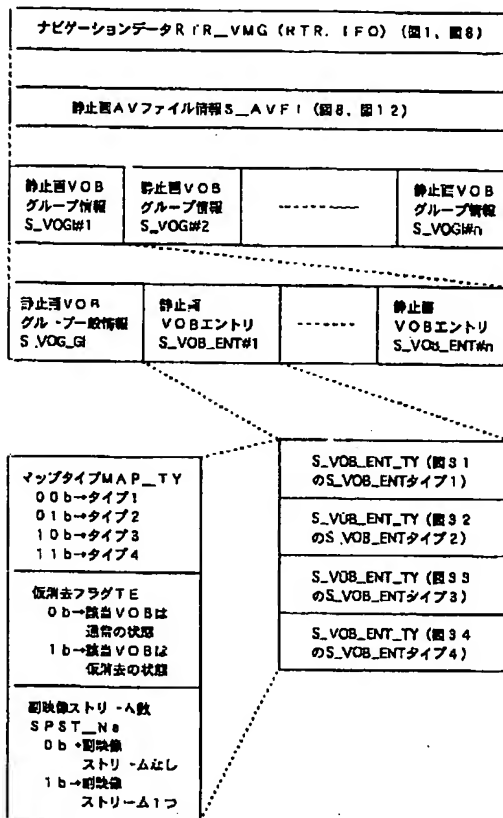 ナビゲーションデータRTR_VMG (RTR. IFO) (図1、図8)
静止画AVファイル情報S_AVFI (図8、図12)
静止画VOB
グループ情報
S_VOGI#1
静止画VOB
グループ情報
S_VOGI#2
静止画VOB
グループ情報
S_VOGI#n
静止画VOB
グループ一般情報
S_VOG_GI
静止画
VOBエントリ
S_VOB_ENT#1
静止画
VOBエントリ
S_VOB_ENT#n
マップタイプMAP_TY
00b→タイプ1
01b→タイプ2
10b→タイプ3
11b→タイプ4
仮消去フラグTE
0b→該当VOBは
通常の状態
1b→該当VOBは
仮消去の状態
副映像ストリーム数
SPST_Ns
0b→副映像
ストリームなし
1b→副映像
ストリーム1つ
S_VOB_ENT_TY (図31
のS_VOB_ENTタイプ1)
S_VOB_ENT_TY (図32
のS_VOB_ENTタイプ2)
S_VOB_ENT_TY (図33
のS_VOB_ENTタイプ3)
S_VOB_ENT_TY (図34
のS_VOB_ENTタイプ4)